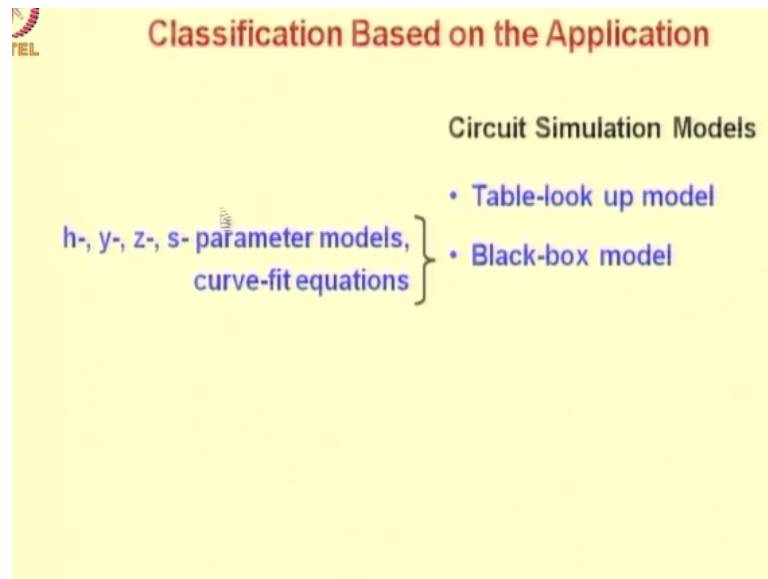 TEL
Classification Based on the Application
Circuit Simulation Models
• Table-look up model
h-, y-, z-, s- parameter models,
curve-fit equations
• Black-box model